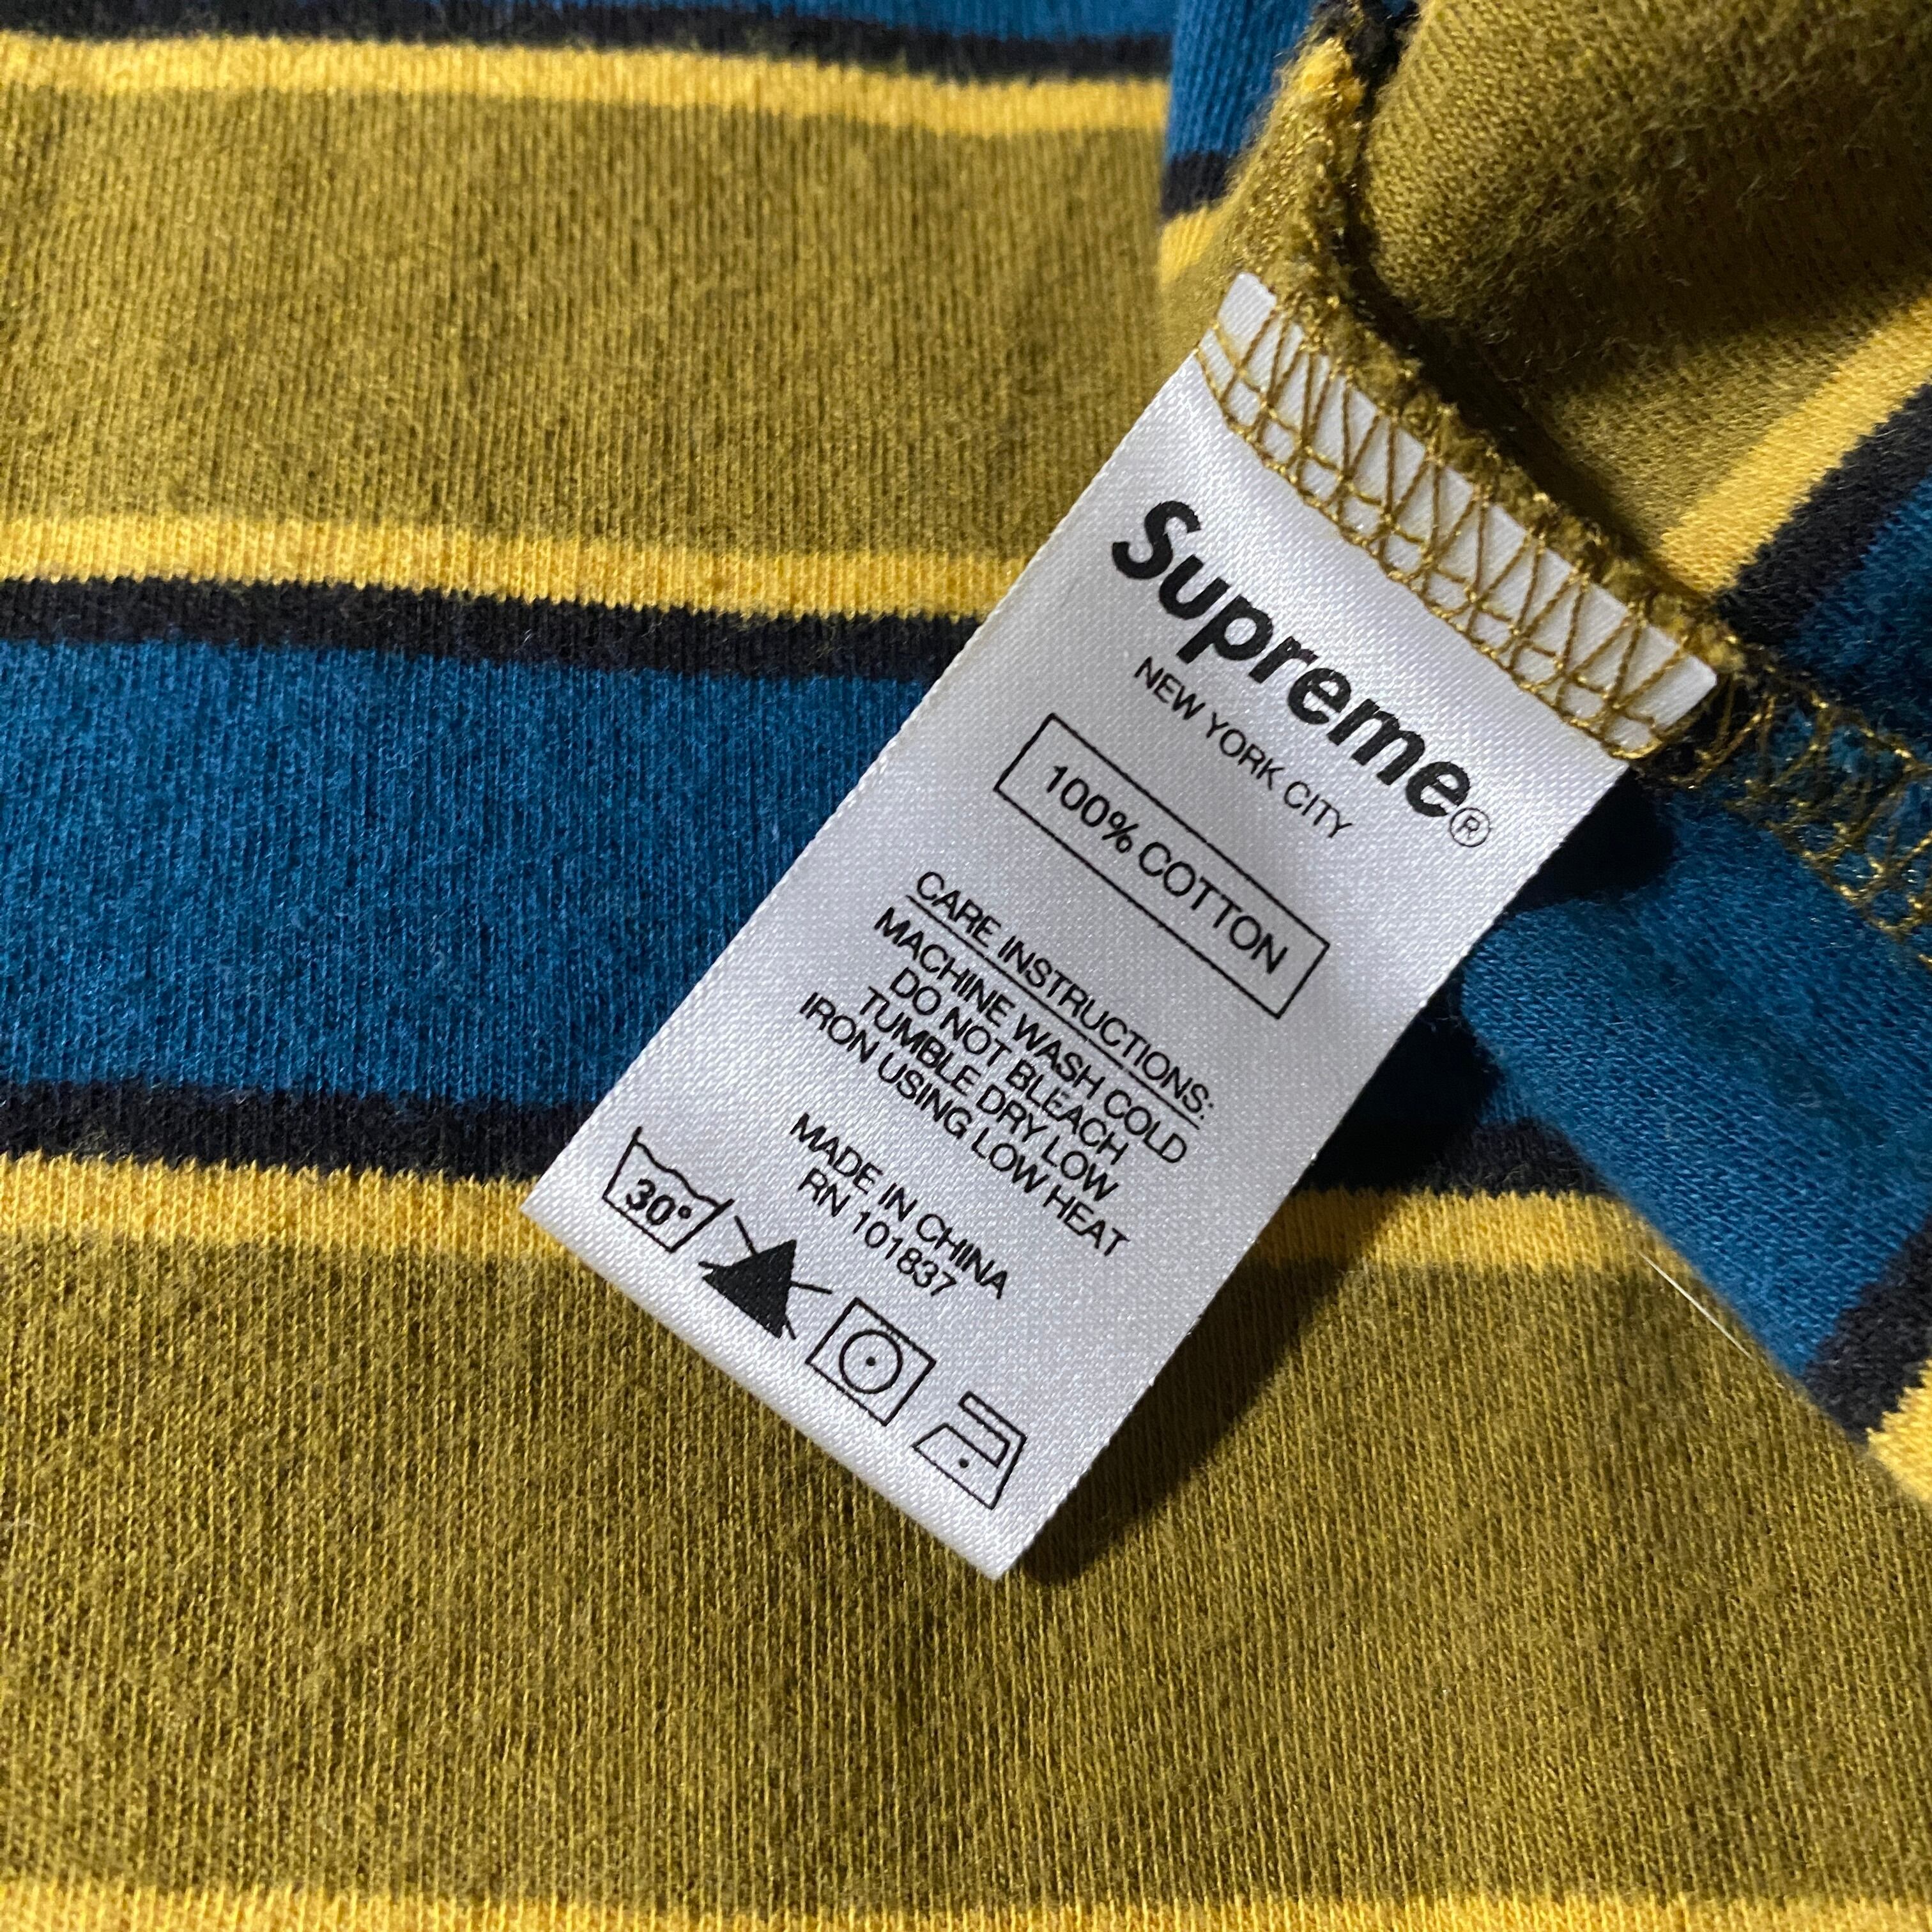 Supreme®
NEW YORK CITY
100% COTTON
CARE INSTRUCTIONS:
MACHINE WASH COLD
DO NOT BLEACH
TUMBLE DRY LOW
IRON USING LOW HEAT
MADE IN CHINA
RN 101837
30°